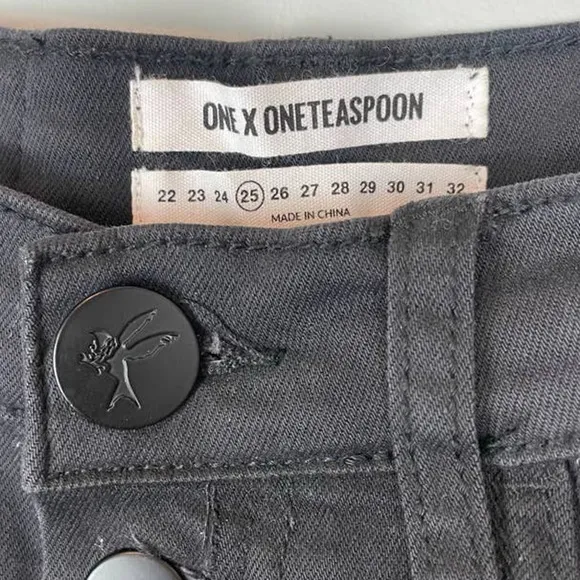 ONE X ONETEASPOON
22 23 24 25 26 27 28 29 30 31 32
MADE IN CHINA